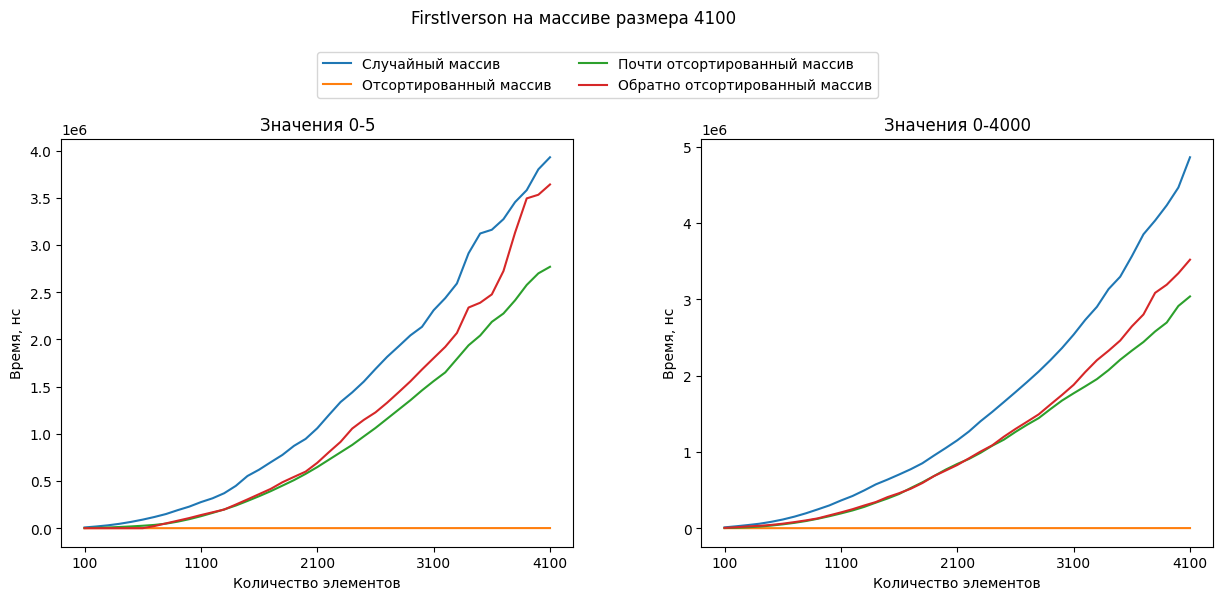 FirstIverson на массиве размера 4100
Случайный массив
Отсортированный массив
Почти отсортированный массив
Обратно отсортированный массив
Значения 0-5
1e6
4.0
3.5
3.0
2.5
2.0
1.5
1.0
0.5
0.0
Время, нс
100 1100 2100 3100 4100
Количество элементов
Значения 0-4000
1e6
5
4
3
2
1
0
Время, нс
100 1100 2100 3100 4100
Количество элементов